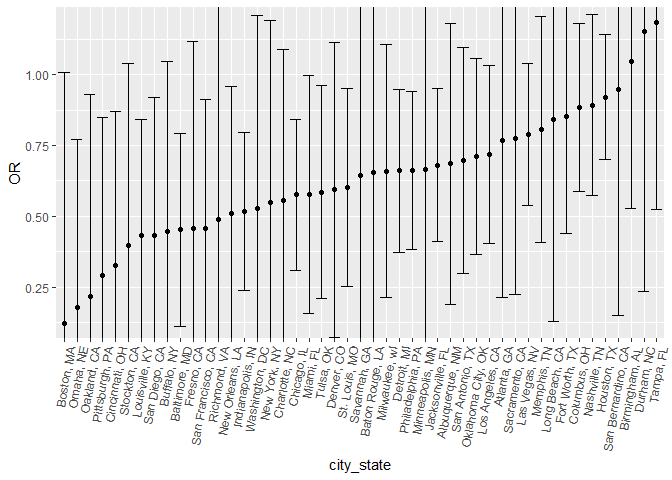 1.00
0.75
0.50
0.25
OR
Boston, MA
Omaha, NE
Oakland, CA
Pittsburgh, PA
Cincinnati, OH
Stockton, CA
Louisville, KY
San Diego, CA
Buffalo, NY
Baltimore, MD
Fresno, CA
San Francisco, CA
Richmond, VA
New Orleans, LA
Indianapolis, IN
Washington, DC
New York, NY
Charlotte, NC
Chicago, IL
Miami, FL
Tulsa, OK
Denver, CO
St. Louis, MO
Savannah, GA
Baton Rouge, LA
Milwaukee, wI
Detroit, MI
Philadelphia, PA
Minneapolis, MN
Jacksonville, FL
Albuquerque, NM
San Antonio, TX
Oklahoma City, OK
Los Angeles, CA
Atlanta, GA
Sacramento, CA
Las Vegas, NV
Memphis, TN
Long Beach, CA
Fort Worth, TX
Columbus, OH
Nashville, TN
Houston, TX
San Bernardino, CA
Birmingham, AL
Durham, NC
Tampa, FL
city_state